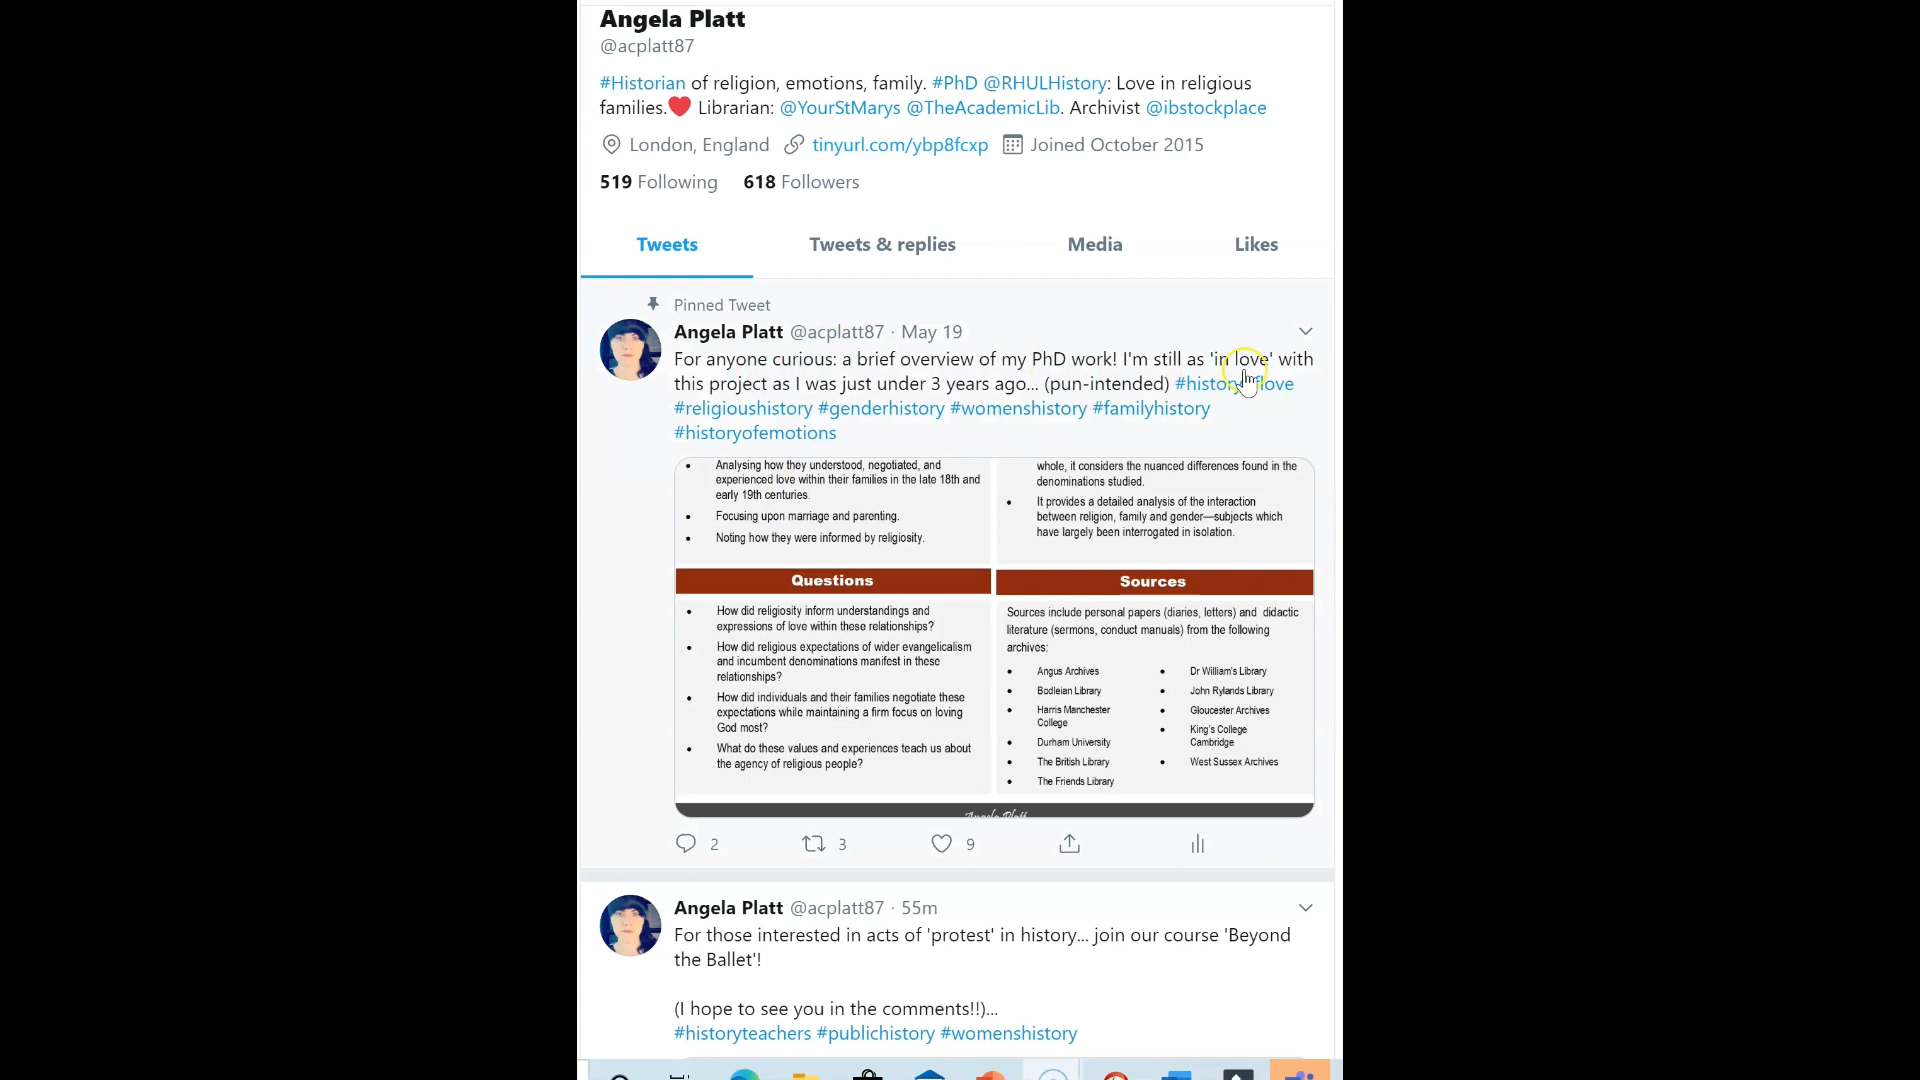 Angela Platt
@acplatt87
#Historian of religion, emotions, family. #PhD @RHULHistory: Love in religious
families. Librarian: @YourStMarys @TheAcademicLib. Archivist @ibstockplace
London, England tinyurl.com/ybp8fcxp Joined October 2015
519 Following 618 Followers
Tweets Tweets & replies Media Likes
Pinned Tweet
Angela Platt @acplatt87 · May 19
For anyone curious: a brief overview of my PhD work! I'm still as 'in love' with
this project as I was just under 3 years ago... (pun-intended) #historyoflove
#religioushistory #genderhistory #womenshistory #familyhistory
#historyofemotions
Analysing how they understood, negotiated, and
experienced love within their families in the late 18th and
early 19th centuries.
Focusing upon marriage and parenting.
Noting how they were informed by religiosity.
whole, it considers the nuanced differences found in the
denominations studied.
It provides a detailed analysis of the interaction
between religion, family and gender—subjects which
have largely been interrogated in isolation.
Questions
How did religiosity inform understandings and
expressions of love within these relationships?
How did religious expectations of wider evangelicalism
and incumbent denominations manifest in these
relationships?
How did individuals and their families negotiate these
expectations while maintaining a firm focus on loving
God most?
What do these values and experiences teach us about
the agency of religious people?
Sources
Sources include personal papers (diaries, letters) and didactic
literature (sermons, conduct manuals) from the following
archives:
Angus Archives
Bodleian Library
Harris Manchester
College
Durham University
The British Library
The Friends Library
Dr William's Library
John Rylands Library
Gloucester Archives
King's College
Cambridge
West Sussex Archives
Angela Platt
2 3 9
Angela Platt @acplatt87 · 55m
For those interested in acts of 'protest' in history... join our course 'Beyond
the Ballet'!
(I hope to see you in the comments!!)...
#historyteachers #publichistory #womenshistory